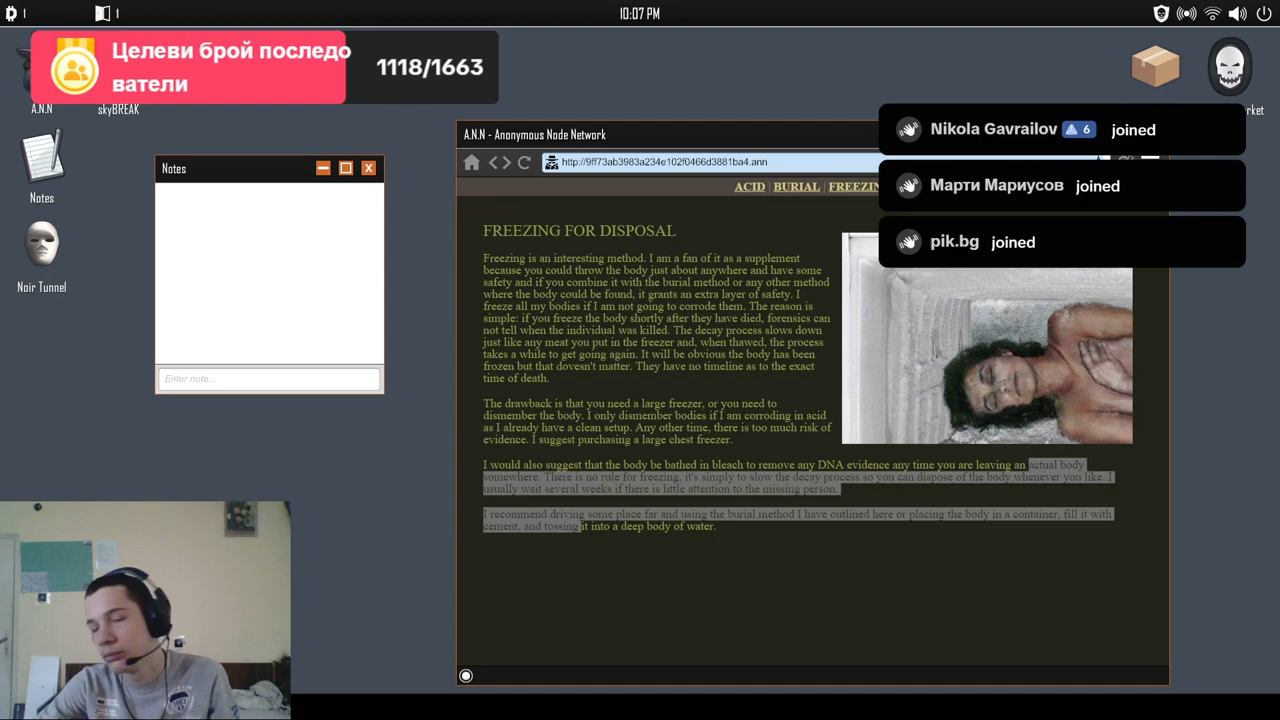 1
1
10:07 PM
Целеви брой последо
ватели
1118/1663
A.N.N
skyBREAK
Notes
Noir Tunnel
Notes
Enter note...
A.N.N - Anonymous Node Network
http://9ff73ab3983a234e102f0466d3881ba4.ann
ACID | BURIAL | FREEZIN
Nikola Gavrailov 6 joined
Марти Мариусов joined
pik.bg joined
FREEZING FOR DISPOSAL
Freezing is an interesting method. I am a fan of it as a supplement
because you could throw the body just about anywhere and have some
safety and if you combine it with the burial method or any other method
where the body could be found, it grants an extra layer of safety. I
freeze all my bodies if I am not going to corrode them. The reason is
simple: if you freeze the body shortly after they have died, forensics can
not tell when the individual was killed. The decay process slows down
just like any meat you put in the freezer and, when thawed, the process
takes a while to get going again. It will be obvious the body has been
frozen but that dovesn't matter. They have no timeline as to the exact
time of death.
The drawback is that you need a large freezer, or you need to
dismember the body. I only dismember bodies if I am corroding in acid
as I already have a clean setup. Any other time, there is too much risk of
evidence. I suggest purchasing a large chest freezer.
I would also suggest that the body be bathed in bleach to remove any DNA evidence any time you are leaving an actual body
somewhere. There is no rule for freezing, it's simply to slow the decay process so you can dispose of the body whenever you like. I
usually wait several weeks if there is little attention to the missing person.
I recommend driving some place far and using the burial method I have outlined here or placing the body in a container, fill it with
cement, and tossing it into a deep body of water.